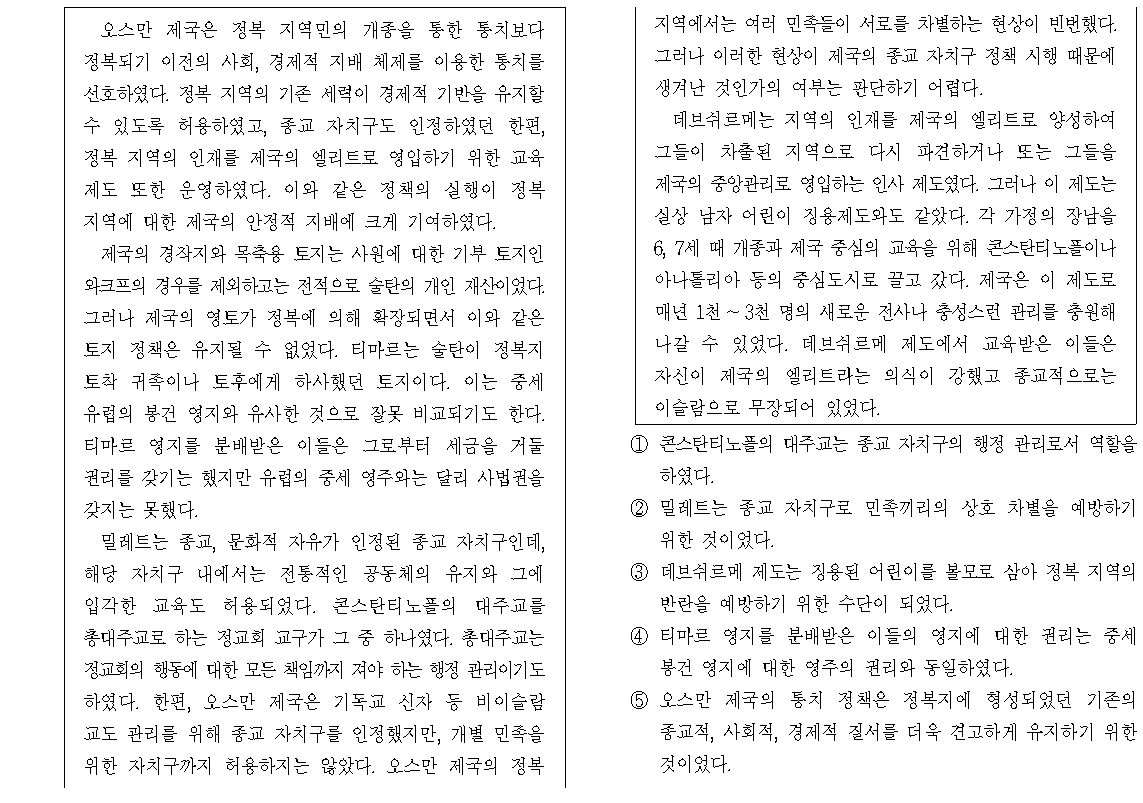 오스만 제국은 정복 지역민의 개종을 통한 통치보다
정복되기 이전의 사회, 경제적 지배 체제를 이용한 통치를
선호하였다. 정복 지역의 기존 세력이 경제적 기반을 유지할
수 있도록 허용하였고, 종교 자치구도 인정하였던 한편,
정복 지역의 인재를 제국의 엘리트로 영입하기 위한 교육
제도 또한 운영하였다. 이와 같은 정책의 실행이 정복
지역에 대한 제국의 안정적 지배에 크게 기여하였다.
제국의 경작지와 목축용 토지는 사원에 대한 기부 토지인
와크프의 경우를 제외하고는 전적으로 술탄의 개인 재산이었다.
그러나 제국의 영토가 정복에 의해 확장되면서 이와 같은
토지 정책은 유지될 수 없었다. 티마르는 술탄이 정복지
토착 귀족이나 토후에게 하사했던 토지이다. 이는 중세
유럽의 봉건 영지와 유사한 것으로 잘못 비교되기도 한다.
티마르 영지를 분배받은 이들은 그로부터 세금을 거둘
권리를 갖기는 했지만 유럽의 중세 영주와는 달리 사법권을
갖지는 못했다.
밀레트는 종교, 문화적 자유가 인정된 종교 자치구인데,
해당 자치구 내에서는 전통적인 공동체의 유지와 그에
입각한 교육도 허용되었다. 콘스탄티노플의 대주교를
총대주교로 하는 정교회 교구가 그 중 하나였다. 총대주교는
정교회의 행동에 대한 모든 책임까지 져야 하는 행정 관리이기도
하였다. 한편, 오스만 제국은 기독교 신자 등 비이슬람
교도 관리를 위해 종교 자치구를 인정했지만, 개별 민족을
위한 자치구까지 허용하지는 않았다. 오스만 제국의 정복
지역에서는 여러 민족들이 서로를 차별하는 현상이 빈번했다.
그러나 이러한 현상이 제국의 종교 자치구 정책 시행 때문에
생겨난 것인가의 여부는 판단하기 어렵다.
데브쉬르메는 지역의 인재를 제국의 엘리트로 양성하여
그들이 차출된 지역으로 다시 파견하거나 또는 그들을
제국의 중앙관리로 영입하는 인사 제도였다. 그러나 이 제도는
실상 남자 어린이 징용제도와도 같았다. 각 가정의 장남을
6, 7세 때 개종과 제국 중심의 교육을 위해 콘스탄티노플이나
아나톨리아 등의 중심도시로 끌고 갔다. 제국은 이 제도로
매년 1천∼3천 명의 새로운 전사나 충성스런 관리를 충원해
나갈 수 있었다. 데브쉬르메 제도에서 교육받은 이들은
자신이 제국의 엘리트라는 의식이 강했고 종교적으로는
이슬람으로 무장되어 있었다.
① 콘스탄티노플의 대주교는 종교 자치구의 행정 관리로서 역할을
하였다.
② 밀레트는 종교 자치구로 민족끼리의 상호 차별을 예방하기
위한 것이었다.
③ 데브쉬르메 제도는 징용된 어린이를 볼모로 삼아 정복 지역의
반란을 예방하기 위한 수단이 되었다.
④ 티마르 영지를 분배받은 이들의 영지에 대한 권리는 중세
봉건 영지에 대한 영주의 권리와 동일하였다.
⑤ 오스만 제국의 통치 정책은 정복지에 형성되었던 기존의
종교적, 사회적, 경제적 질서를 더욱 견고하게 유지하기 위한
것이었다.